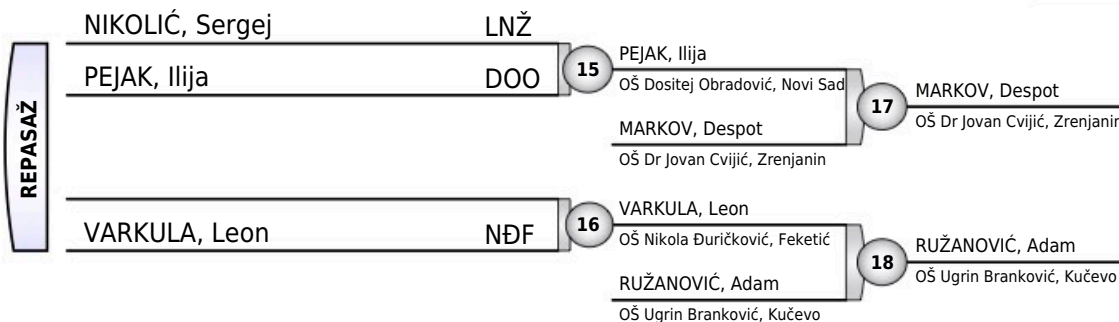 REPASAŽ
NIKOLIĆ, Sergej LNŽ
PEJAK, Ilija DOO
15
PEJAK, Ilija
OŠ Dositej Obradović, Novi Sad
MARKOV, Despot
OŠ Dr Jovan Cvijić, Zrenjanin
17
MARKOV, Despot
OŠ Dr Jovan Cvijić, Zrenjanin
VARKULA, Leon NĐF
16
VARKULA, Leon
OŠ Nikola Đuričković, Feketić
RUŽANOVIĆ, Adam
OŠ Ugrin Branković, Kučevo
18
RUŽANOVIĆ, Adam
OŠ Ugrin Branković, Kučevo